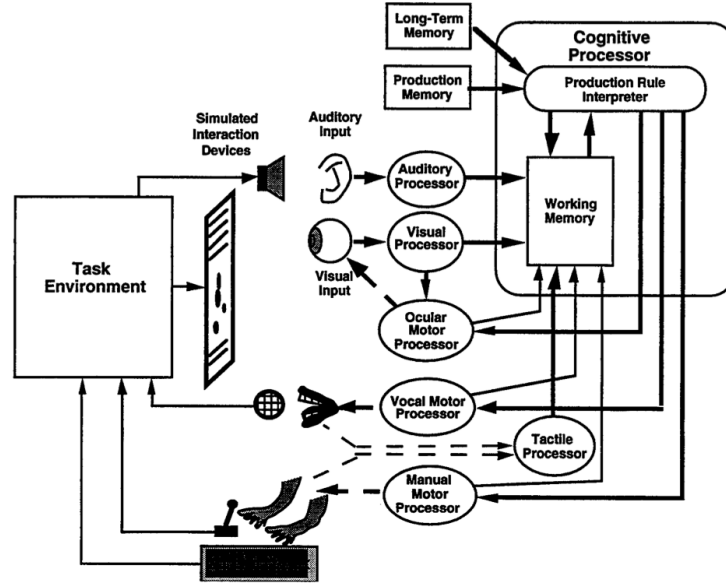 Long-Term
Memory
Cognitive
Processor
Production
Memory
Production Rule
Interpreter
Simulated
Interaction
Devices
Auditory
Input
Auditory
Processor
Working
Memory
Visual
Processor
Task
Environment
Visual
Input
Ocular
Motor
Processor
Vocal Motor
Processor
Tactile
Processor
Manual
Motor
Processor